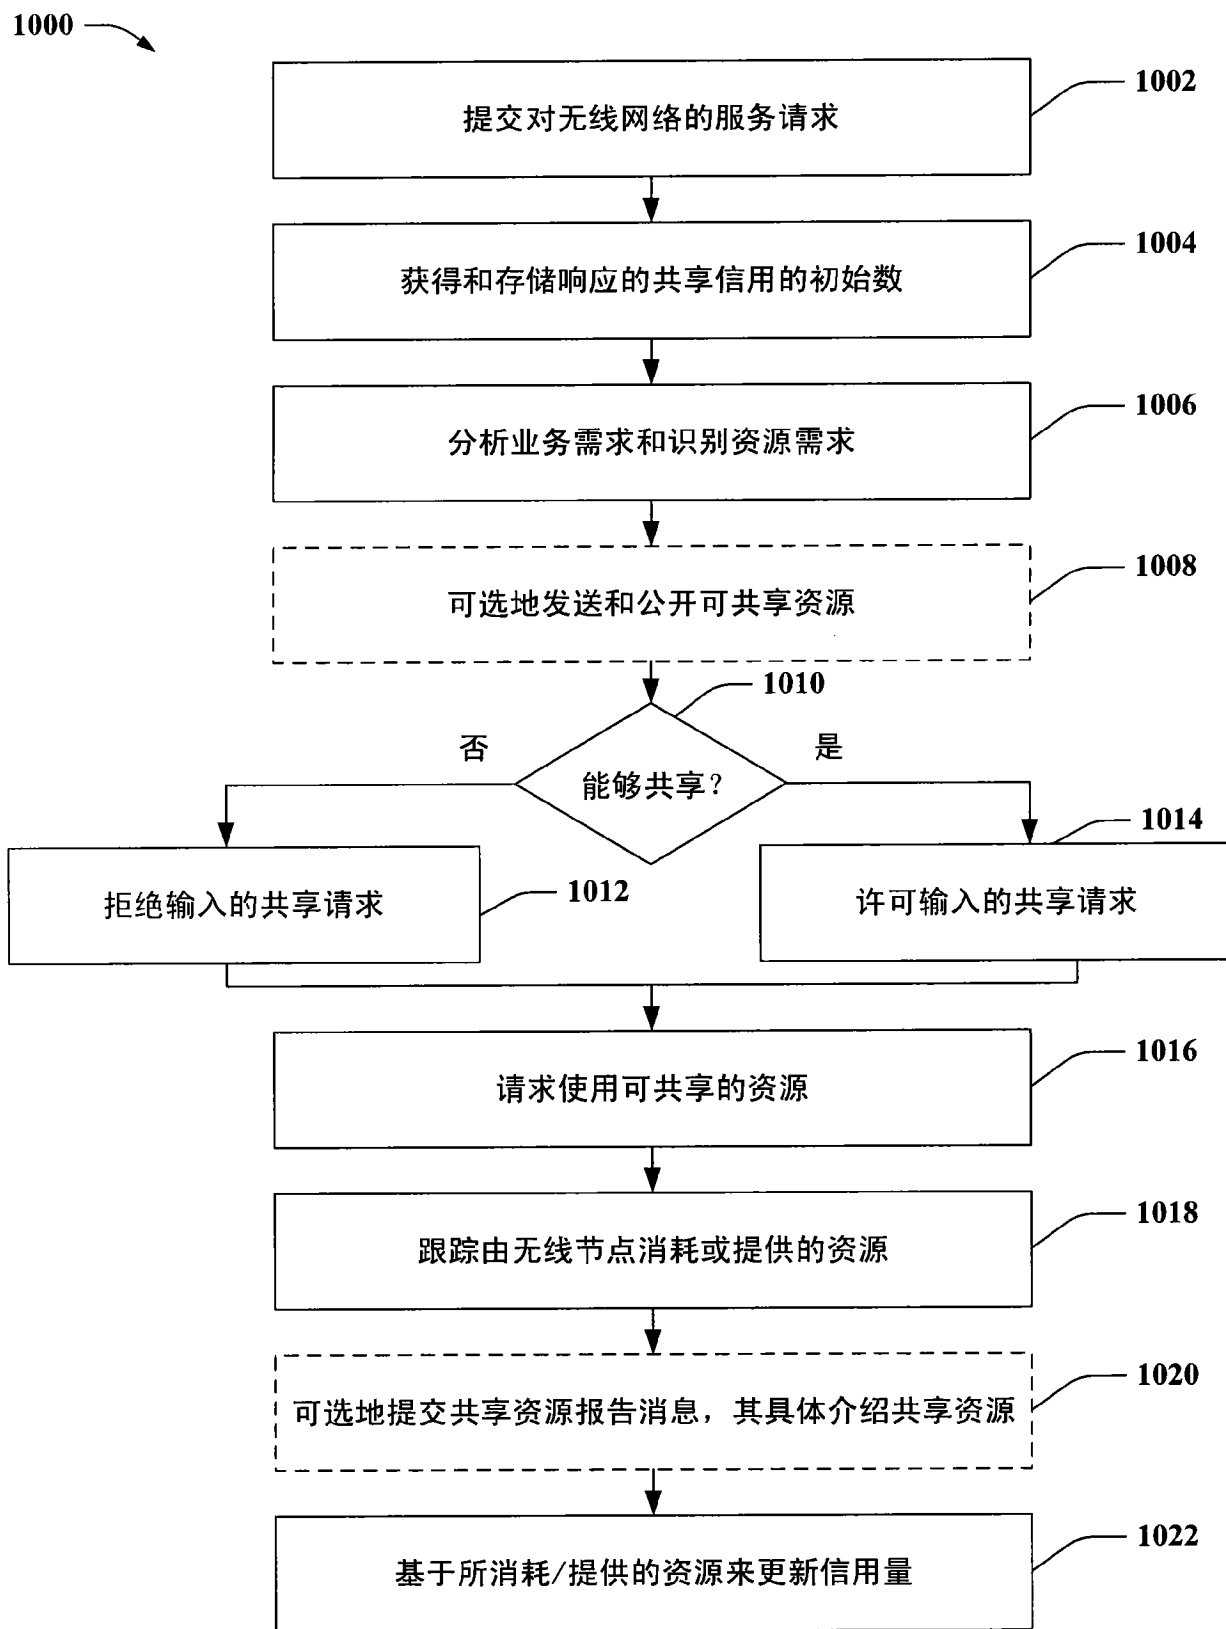 1000
提交对无线网络的服务请求
1002
获得和存储响应的共享信用的初始数
1004
分析业务需求和识别资源需求
1006
可选地发送和公开可共享资源
1008
1010
否
是
能够共享?
1014
拒绝输入的共享请求
1012
许可输入的共享请求
请求使用可共享的资源
1016
跟踪由无线节点消耗或提供的资源
1018
可选地提交共享资源报告消息，其具体介绍共享资源
1020
基于所消耗/提供的资源来更新信用量
1022